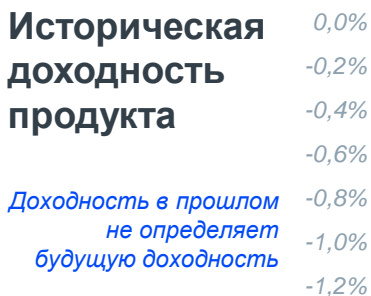 Историческая
доходность
продукта
Доходность в прошлом
не определяет
будущую доходность
0,0%
-0,2%
-0,4%
-0,6%
-0,8%
-1,0%
-1,2%